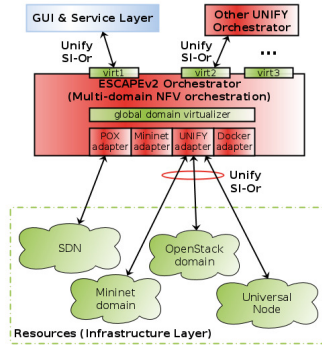 GUI & Service Layer
Other UNIFY
Orchestrator
Unify
SI-Or
Unify
SI-Or
...
virt1
virt2
virt3
ESCAPEv2 Orchestrator
(Multi-domain NFV orchestration)
global domain virtualizer
POX
adapter
Mininet
adapter
UNIFY
adapter
Docker
adapter
Unify
SI-Or
SDN
OpenStack
domain
Mininet
domain
Universal
Node
Resources (Infrastructure Layer)